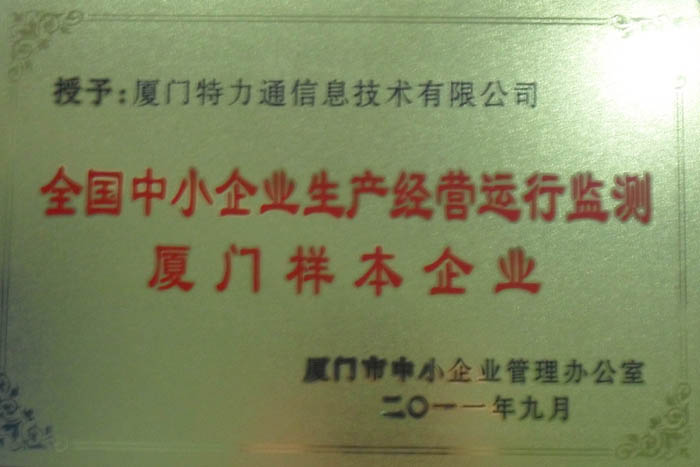 授予:厦门特力通信息技术有限公司
全国中小企业生产经营运行监测
厦门样本企业
厦门市中小企业管理办公室
二〇一一年九月